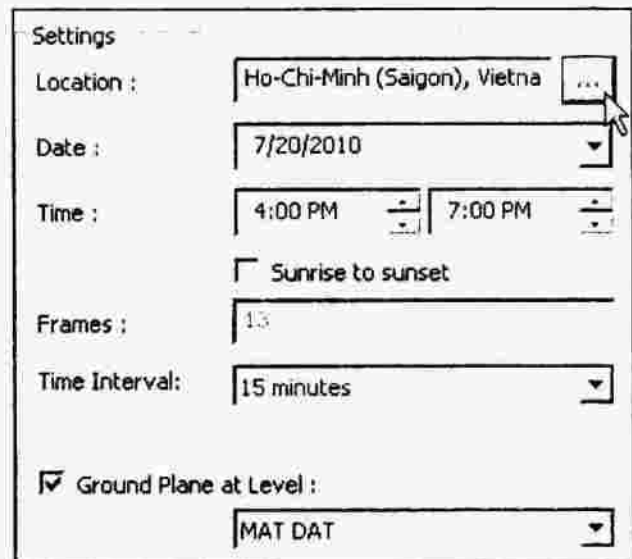 Settings
Location : Ho-Chi-Minh (Saigon), Vietna ...
Date : 7/20/2010
Time : 4:00 PM 7:00 PM
Sunrise to sunset
Frames : 13
Time Interval: 15 minutes
Ground Plane at Level :
MAT DAT